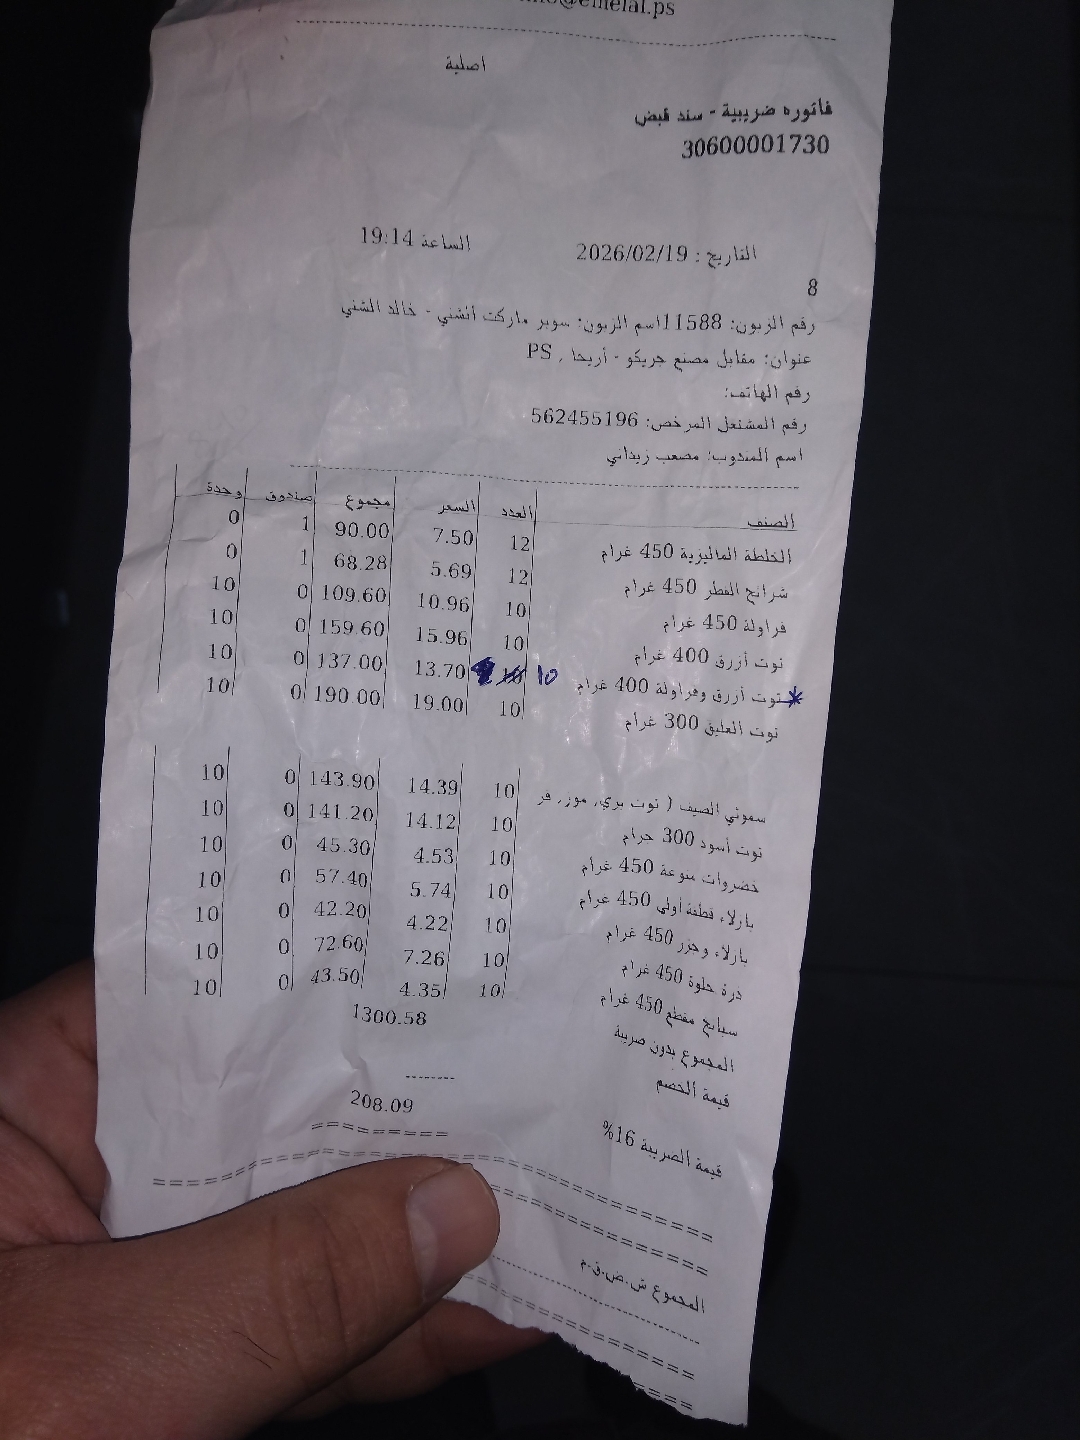 @emelal.ps
اصلية
فاتوره ضريبية - سند قبض
30600001730
التاريخ : 2026/02/19 الساعة 19:14
8
رقم الزبون: 11588اسم الزبون: سوبر ماركت الشني - خالد الشني
عنوان: مقابل مصنع جريكو - أريحا , PS
رقم الهاتف:
رقم المشتغل المرخص: 562455196
اسم المندوب: مصعب زيداني
الصنف العدد السعر مجموع صندوق وحدة
الخلطة الماليزية 450 غرام 12 7.50 90.00 1 0
شرائح الفطر 450 غرام 12 5.69 68.28 1 0
فراولة 450 غرام 10 10.96 109.60 0 10
توت أزرق 400 غرام 10 15.96 159.60 0 10
* توت أزرق وفراولة 400 غرام 10 10 13.70 137.00 0 10
توت العليق 300 غرام 10 19.00 190.00 0 10
سموثي الصيف ( توت بري, موز, فر 10 14.39 143.90 0 10
توت أسود 300 جرام 10 14.12 141.20 0 10
خضروات منوعة 450 غرام 10 4.53 45.30 0 10
بازلاء قطفة أولى 450 غرام 10 5.74 57.40 0 10
بازلاء وجزر 450 غرام 10 4.22 42.20 0 10
ذرة حلوة 450 غرام 10 7.26 72.60 0 10
سبانخ مقطع 450 غرام 10 4.35 43.50 0 10
المجموع بدون ضريبة 1300.58
قيمة الخصم
قيمة الضريبة 16% 208.09
المجموع ش.ض.ق.م